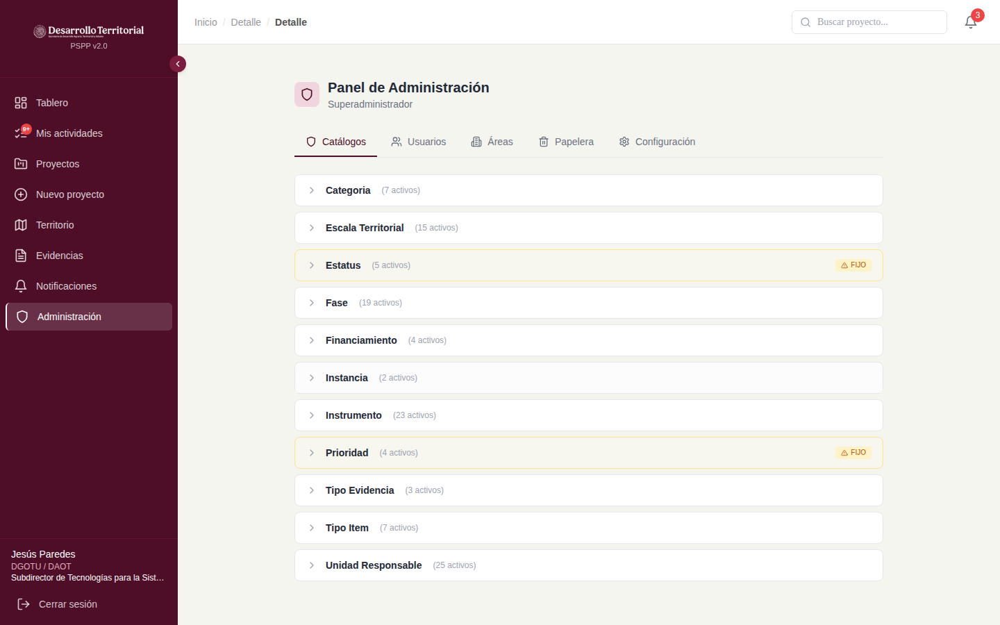 Desarrollo Territorial
PSPP v2.0
Tablero
9+
Mis actividades
Proyectos
Nuevo proyecto
Territorio
Evidencias
Notificaciones
Administración
Jesús Paredes
DGOTU / DAOT
Subdirector de Tecnologías para la Sist…
Cerrar sesión
Inicio / Detalle / Detalle
Buscar proyecto...
3
Panel de Administración
Superadministrador
Catálogos Usuarios Áreas Papelera Configuración
Categoria (7 activos)
Escala Territorial (15 activos)
Estatus (5 activos) FIJO
Fase (19 activos)
Financiamiento (4 activos)
Instancia (2 activos)
Instrumento (23 activos)
Prioridad (4 activos) FIJO
Tipo Evidencia (3 activos)
Tipo Item (7 activos)
Unidad Responsable (25 activos)